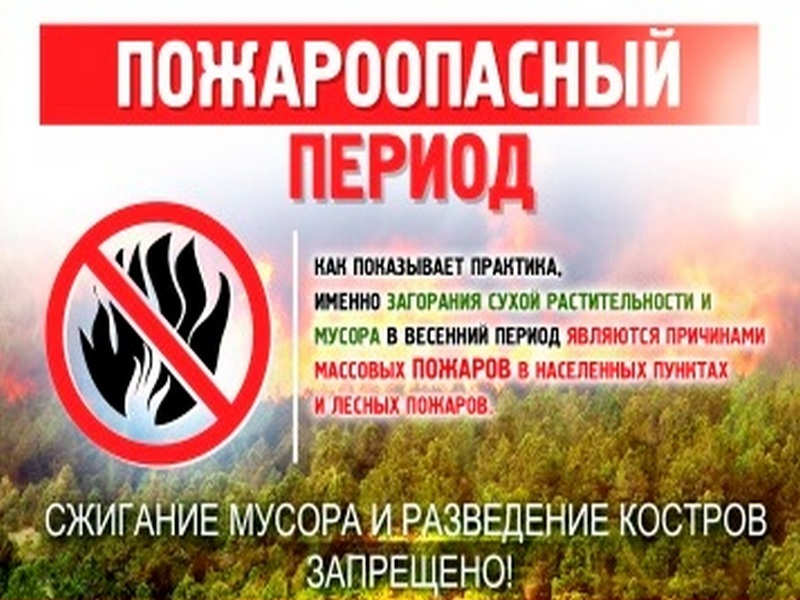 ПОЖАРООПАСНЫЙ
ПЕРИОД
КАК ПОКАЗЫВАЕТ ПРАКТИКА,
ИМЕННО ЗАГОРАНИЯ СУХОЙ РАСТИТЕЛЬНОСТИ И
МУСОРА В ВЕСЕННИЙ ПЕРИОД ЯВЛЯЮТСЯ ПРИЧИНАМИ
МАССОВЫХ ПОЖАРОВ В НАСЕЛЕННЫХ ПУНКТАХ
И ЛЕСНЫХ ПОЖАРОВ.
СЖИГАНИЕ МУСОРА И РАЗВЕДЕНИЕ КОСТРОВ
ЗАПРЕЩЕНО!